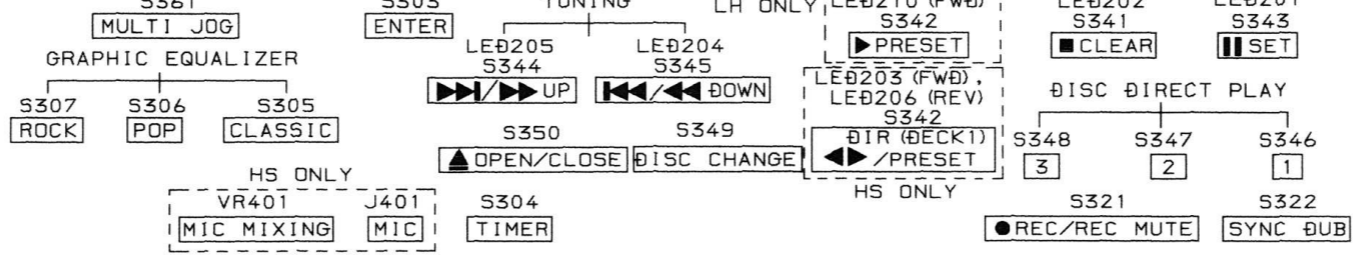 S361 S303 TUNING LH ONLY LED210 (FWD) LED202 LED201
MULTI JOG ENTER S342 S341 S343
▶PRESET ■CLEAR ❚❚SET
GRAPHIC EQUALIZER LED205 LED204
S344 S345
▶▶|/▶▶ UP |◀◀/◀◀ DOWN
LED203 (FWD),
LED206 (REV)
S342
DIR (DECK1)
◀▶/PRESET
HS ONLY
DISC DIRECT PLAY
S307 S306 S305
ROCK POP CLASSIC
S350 S349
▲OPEN/CLOSE DISC CHANGE
S348 S347 S346
3 2 1
HS ONLY
VR401 J401 S304
MIC MIXING MIC TIMER
S321 S322
●REC/REC MUTE SYNC DUB